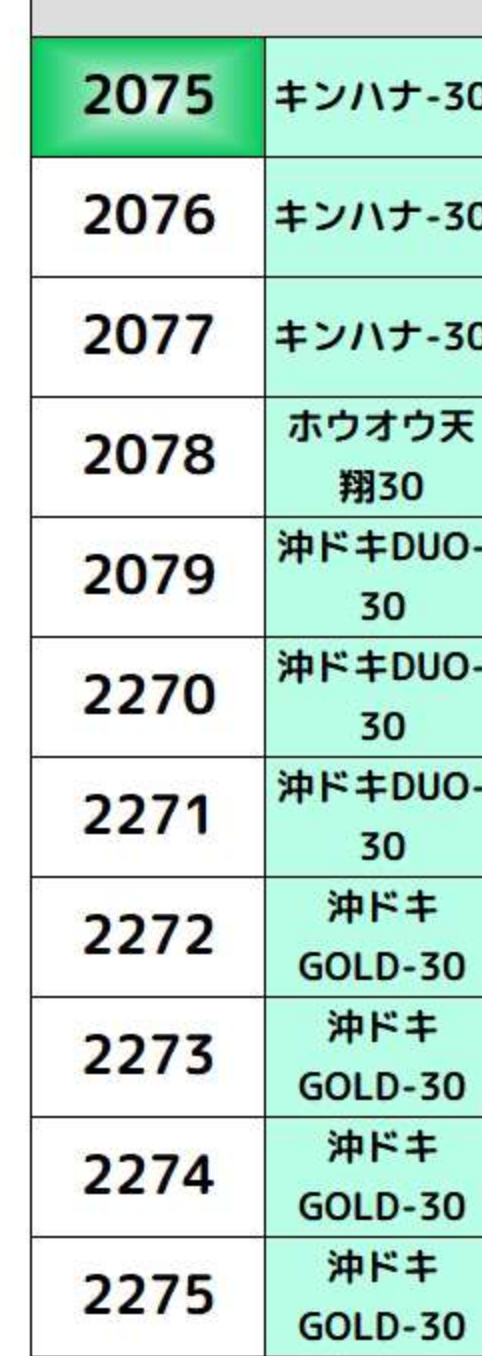 2075 キンハナ-30
2076 キンハナ-30
2077 キンハナ-30
2078 ホウオウ天
翔30
2079 沖ドキDUO-
30
2270 沖ドキDUO-
30
2271 沖ドキDUO-
30
2272 沖ドキ
GOLD-30
2273 沖ドキ
GOLD-30
2274 沖ドキ
GOLD-30
2275 沖ドキ
GOLD-30